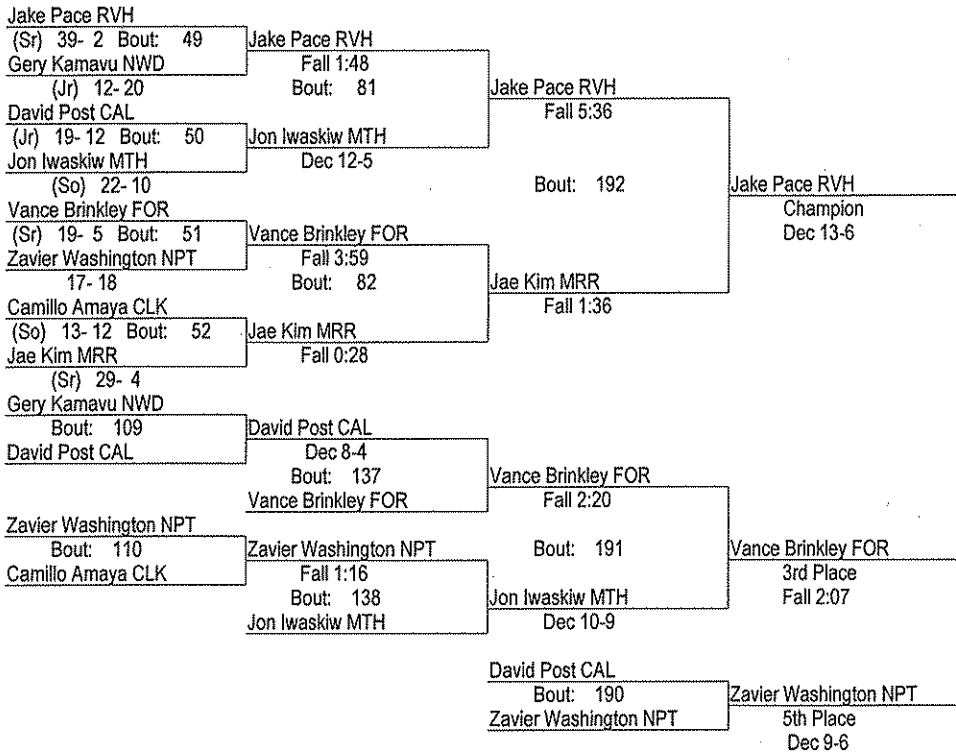 Jake Pace RVH
(Sr) 39- 2 Bout: 49
Gery Kamavu NWD
(Jr) 12- 20
David Post CAL
(Jr) 19- 12 Bout: 50
Jon Iwaskiw MTH
(So) 22- 10
Vance Brinkley FOR
(Sr) 19- 5 Bout: 51
Zavier Washington NPT
17- 18
Camillo Amaya CLK
(So) 13- 12 Bout: 52
Jae Kim MRR
(Sr) 29- 4
Jake Pace RVH
Fall 1:48
Bout: 81
Jon Iwaskiw MTH
Dec 12-5
Vance Brinkley FOR
Fall 3:59
Bout: 82
Jae Kim MRR
Fall 0:28
Jake Pace RVH
Fall 5:36
Bout: 192
Jae Kim MRR
Fall 1:36
Jake Pace RVH
Champion
Dec 13-6
Gery Kamavu NWD
Bout: 109
David Post CAL
Zavier Washington NPT
Bout: 110
Camillo Amaya CLK
David Post CAL
Dec 8-4
Bout: 137
Vance Brinkley FOR
Zavier Washington NPT
Fall 1:16
Bout: 138
Jon Iwaskiw MTH
Vance Brinkley FOR
Fall 2:20
Bout: 191
Jon Iwaskiw MTH
Dec 10-9
Vance Brinkley FOR
3rd Place
Fall 2:07
David Post CAL
Bout: 190
Zavier Washington NPT
Zavier Washington NPT
5th Place
Dec 9-6